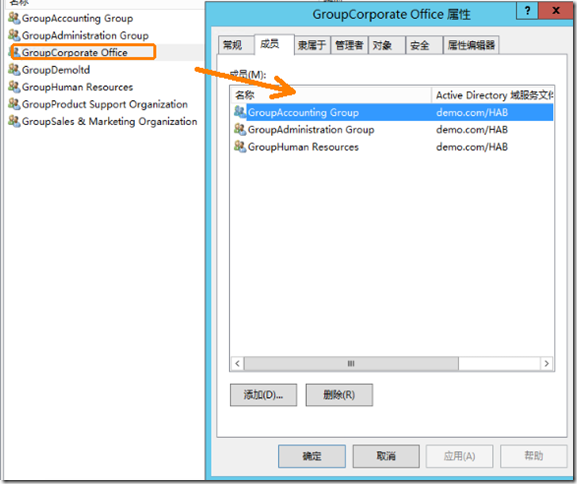 名称
GroupAccounting Group
GroupAdministration Group
GroupCorporate Office
GroupDemoltd
GroupHuman Resources
GroupProduct Support Organization
GroupSales & Marketing Organization
GroupCorporate Office 属性
? x
常规 成员 隶属于 管理者 对象 安全 属性编辑器
成员(M):
名称 Active Directory 域服务文件
GroupAccounting Group demo.com/HAB
GroupAdministration Group demo.com/HAB
GroupHuman Resources demo.com/HAB
添加(D)... 删除(R)
确定 取消 应用(A) 帮助